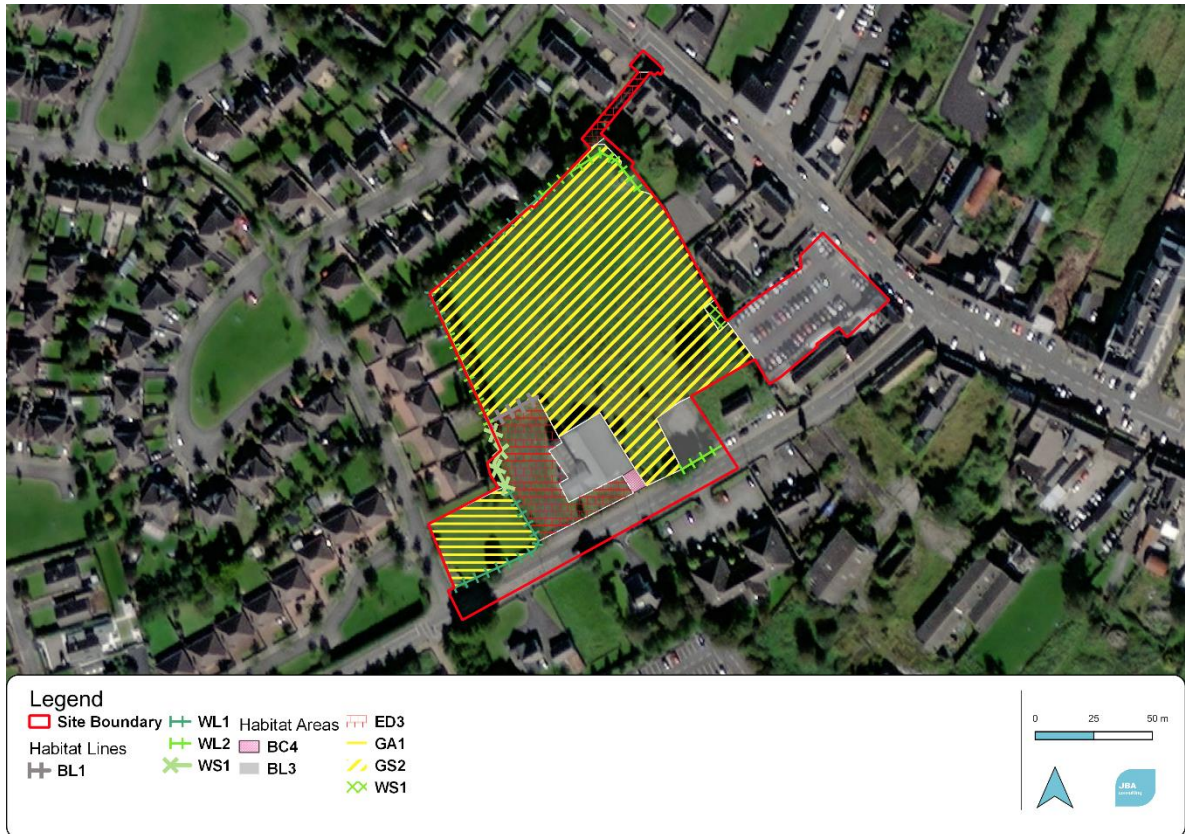 Legend
Site Boundary
Habitat Lines
BL1
WL1
WL2
WS1
Habitat Areas
BC4
BL3
ED3
GA1
GS2
WS1
0 25 50 m
JBA
consulting